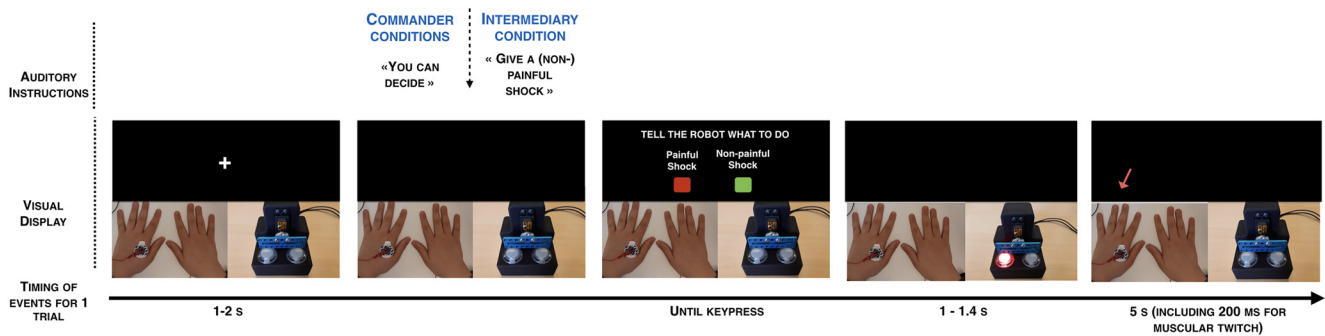 COMMANDER CONDITIONS
«YOU CAN DECIDE »
INTERMEDIARY CONDITION
« GIVE A (NON-) PAINFUL SHOCK »
AUDITORY INSTRUCTIONS
VISUAL DISPLAY
+
TELL THE ROBOT WHAT TO DO
Painful Shock
Non-painful Shock
TIMING OF EVENTS FOR 1 TRIAL
1-2 S
UNTIL KEYPRESS
1 - 1.4 S
5 S (INCLUDING 200 MS FOR MUSCULAR TWITCH)